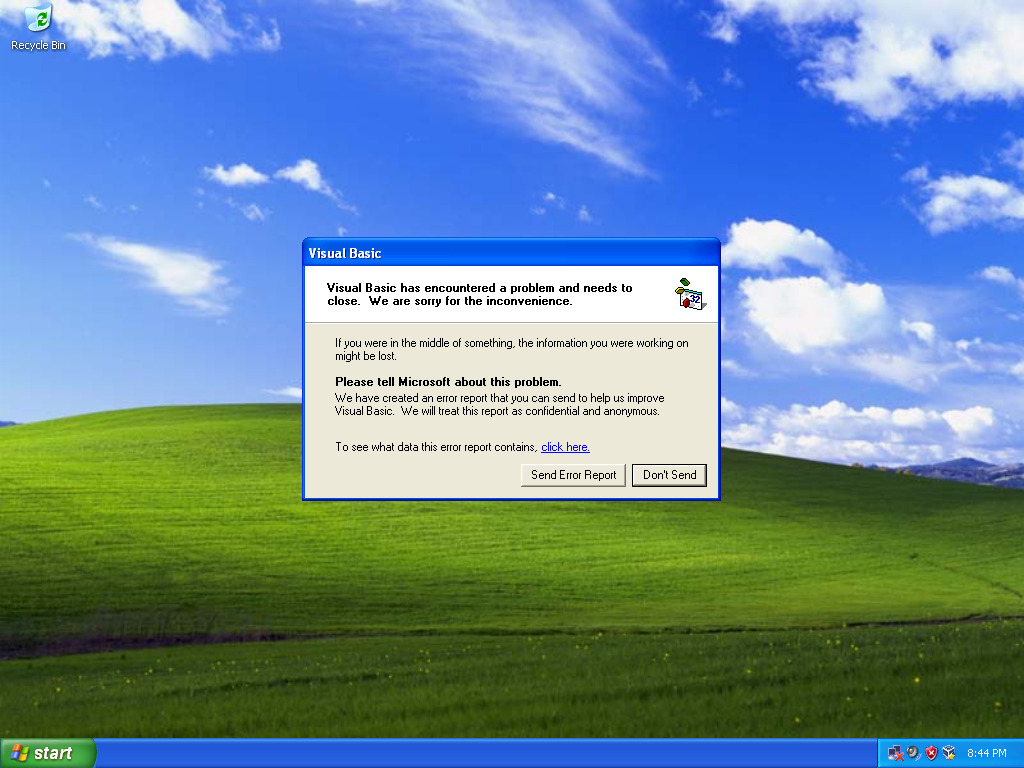 Recycle Bin
Visual Basic
Visual Basic has encountered a problem and needs to
close.  We are sorry for the inconvenience.
32
If you were in the middle of something, the information you were working on
might be lost.
Please tell Microsoft about this problem.
We have created an error report that you can send to help us improve
Visual Basic.  We will treat this report as confidential and anonymous.
To see what data this error report contains, click here.
Send Error Report
Don't Send
start
8:44 PM